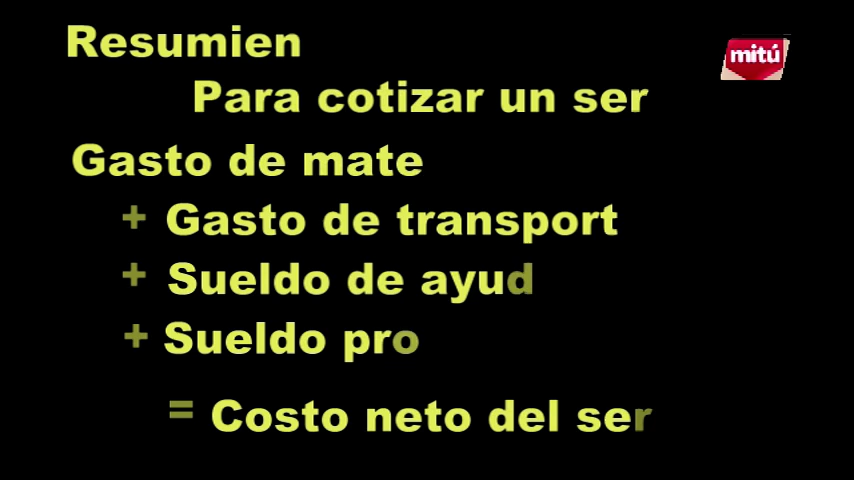 Resumien
mitú
Para cotizar un ser
Gasto de mate
+ Gasto de transport
+ Sueldo de ayud
+ Sueldo pro
= Costo neto del ser